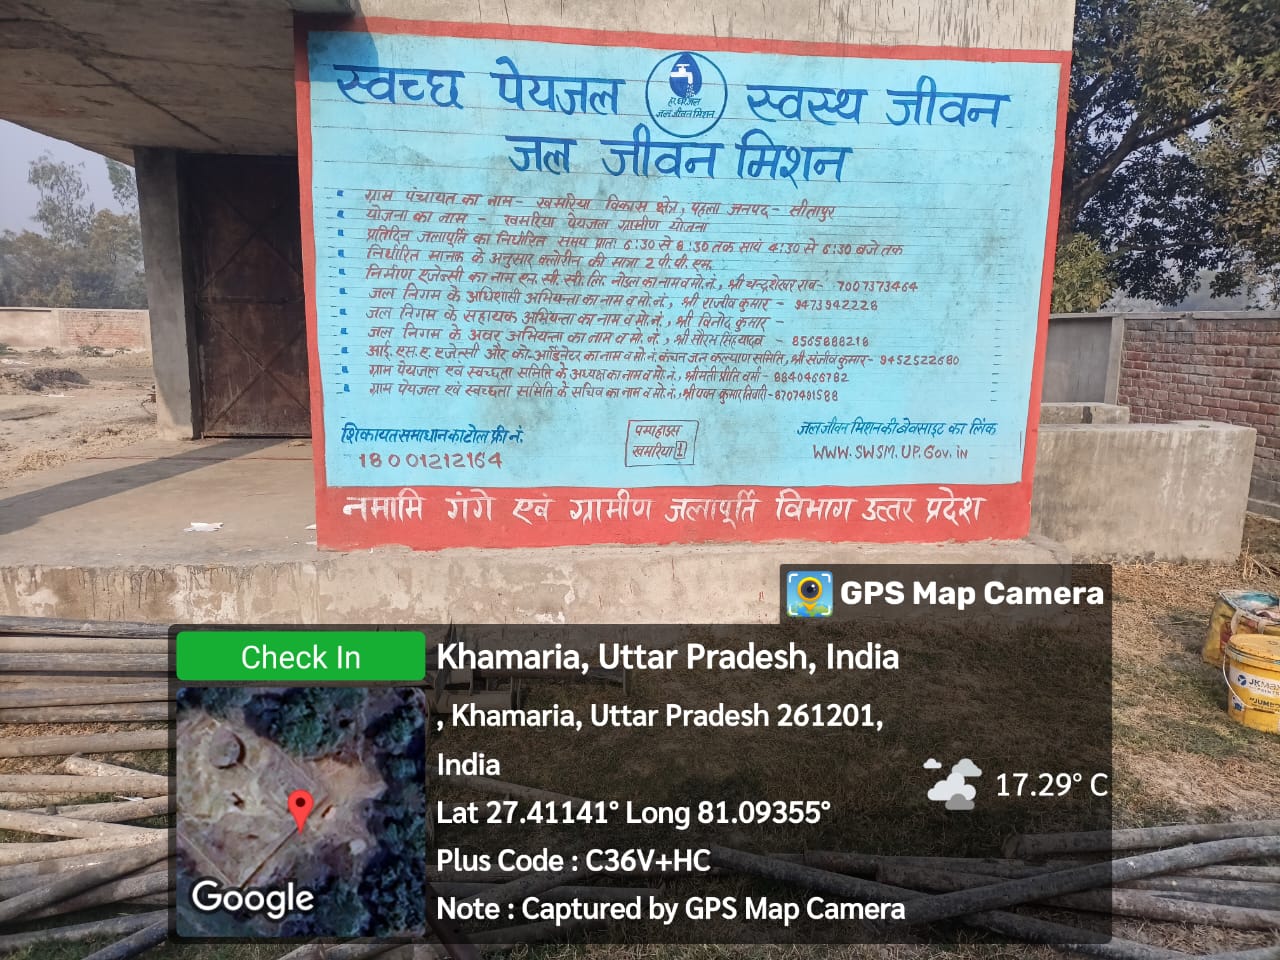 स्वच्छ पेयजल स्वस्थ जीवन
हर घर जल
जल जीवन मिशन
जल जीवन मिशन
ग्राम पंचायत का नाम - खमरिया विकास क्षेत्र, पहला जनपद - सीतापुर
योजना का नाम - खमरिया पेयजल ग्रामीण योजना
प्रतिदिन जलापूर्ति का निर्धारित समय प्रातः 6:30 से 8:30 तक सायं 4:30 से 6:30 बजे तक
निर्धारित मानक के अनुसार क्लोरीन की मात्रा 2 पी.पी.एम.
निर्माण एजेन्सी का नाम एन.सी.सी.लि. नोडल का नाम व मो.नं., श्री चन्द्रशेखर राव- 7007373464
जल निगम के अधिशासी अभियन्ता का नाम व मो.नं., श्री राजीव कुमार - 9473942228
जल निगम के सहायक अभियन्ता का नाम व मो.नं., श्री विनोद कुमार -
जल निगम के अवर अभियन्ता का नाम व मो.नं., श्री सौरभ सिंह यादव - 8565888218
आई.एस.ए. एजेन्सी और को-आर्डिनेटर का नाम व मो.नं. कंचन जन कल्याण समिति, श्री संजीव कुमार- 9452522680
ग्राम पेयजल एवं स्वच्छता समिति के अध्यक्ष का नाम व मो.नं., श्रीमती प्रीति वर्मा - 8840466782
ग्राम पेयजल एवं स्वच्छता समिति के सचिव का नाम व मो.नं., श्री पवन कुमार तिवारी - 8707401588
शिकायत समाधान का टोल फ्री नं.
18001212164
पम्पहाउस
खमरिया 1
जल जीवन मिशन की वेबसाइट का लिंक
WWW.SWSM.UP.Gov.in
नमामि गंगे एवं ग्रामीण जलापूर्ति विभाग उत्तर प्रदेश
GPS Map Camera
Check In
Khamaria, Uttar Pradesh, India
, Khamaria, Uttar Pradesh 261201,
India
Lat 27.41141° Long 81.09355°
Plus Code : C36V+HC
Note : Captured by GPS Map Camera
17.29° C
Google